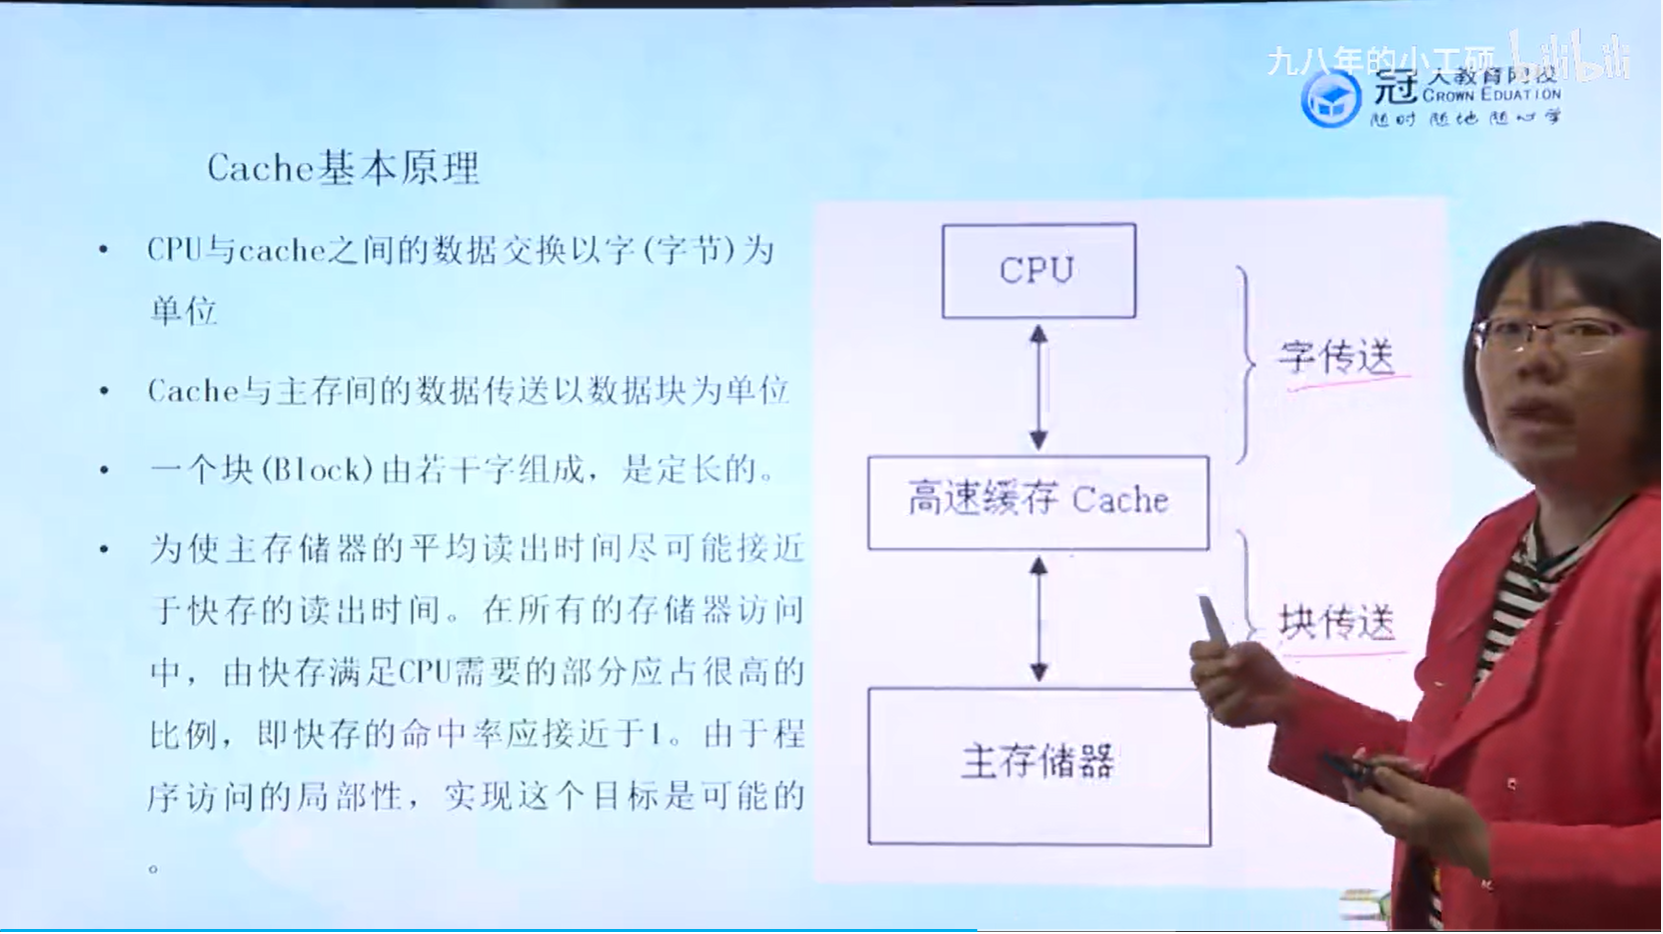 九八年的小工硕 bilibili
冠 大教育网校
CROWN EDUATION
随时 随地 随心学
Cache基本原理
• CPU与cache之间的数据交换以字(字节)为
单位
• Cache与主存间的数据传送以数据块为单位
• 一个块(Block)由若干字组成，是定长的。
• 为使主存储器的平均读出时间尽可能接近
于快存的读出时间。在所有的存储器访问
中，由快存满足CPU需要的部分应占很高的
比例，即快存的命中率应接近于1。由于程
序访问的局部性，实现这个目标是可能的
。
CPU
字传送
高速缓存 Cache
块传送
主存储器